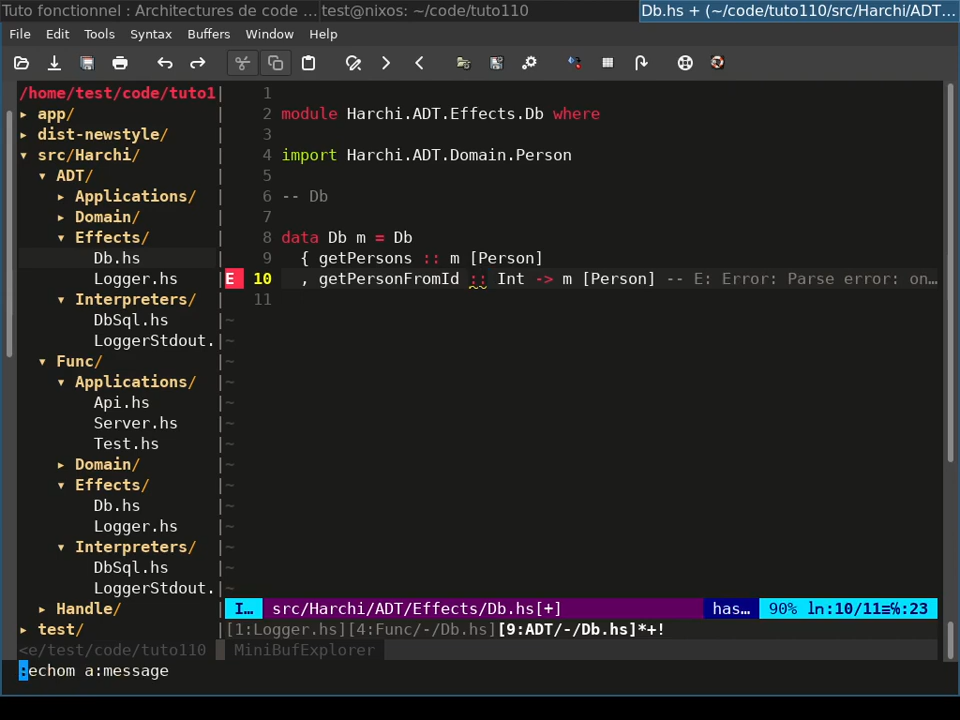 Tuto fonctionnel : Architectures de code ... test@nixos: ~/code/tuto110 Db.hs + (~/code/tuto110/src/Harchi/ADT...
File Edit Tools Syntax Buffers Window Help
/home/test/code/tuto1
▸ app/
▸ dist-newstyle/
▾ src/Harchi/
▾ ADT/
▸ Applications/
▸ Domain/
▾ Effects/
Db.hs
Logger.hs
▾ Interpreters/
DbSql.hs
LoggerStdout.
▾ Func/
▾ Applications/
Api.hs
Server.hs
Test.hs
▸ Domain/
▾ Effects/
Db.hs
Logger.hs
▾ Interpreters/
DbSql.hs
LoggerStdout.
▸ Handle/
▸ test/
<e/test/code/tuto110
1
2 module Harchi.ADT.Effects.Db where
3
4 import Harchi.ADT.Domain.Person
5
6 -- Db
7
8 data Db m = Db
9 { getPersons :: m [Person]
E 10 , getPersonFromId :: Int -> m [Person] -- E: Error: Parse error: on…
11
~
~
~
~
~
~
~
~
~
~
~
~
~
~
I… src/Harchi/ADT/Effects/Db.hs[+] has… 90% ln:10/11≡℅:23
[1:Logger.hs][4:Func/-/Db.hs][9:ADT/-/Db.hs]*+!
MiniBufExplorer
:echom a:message